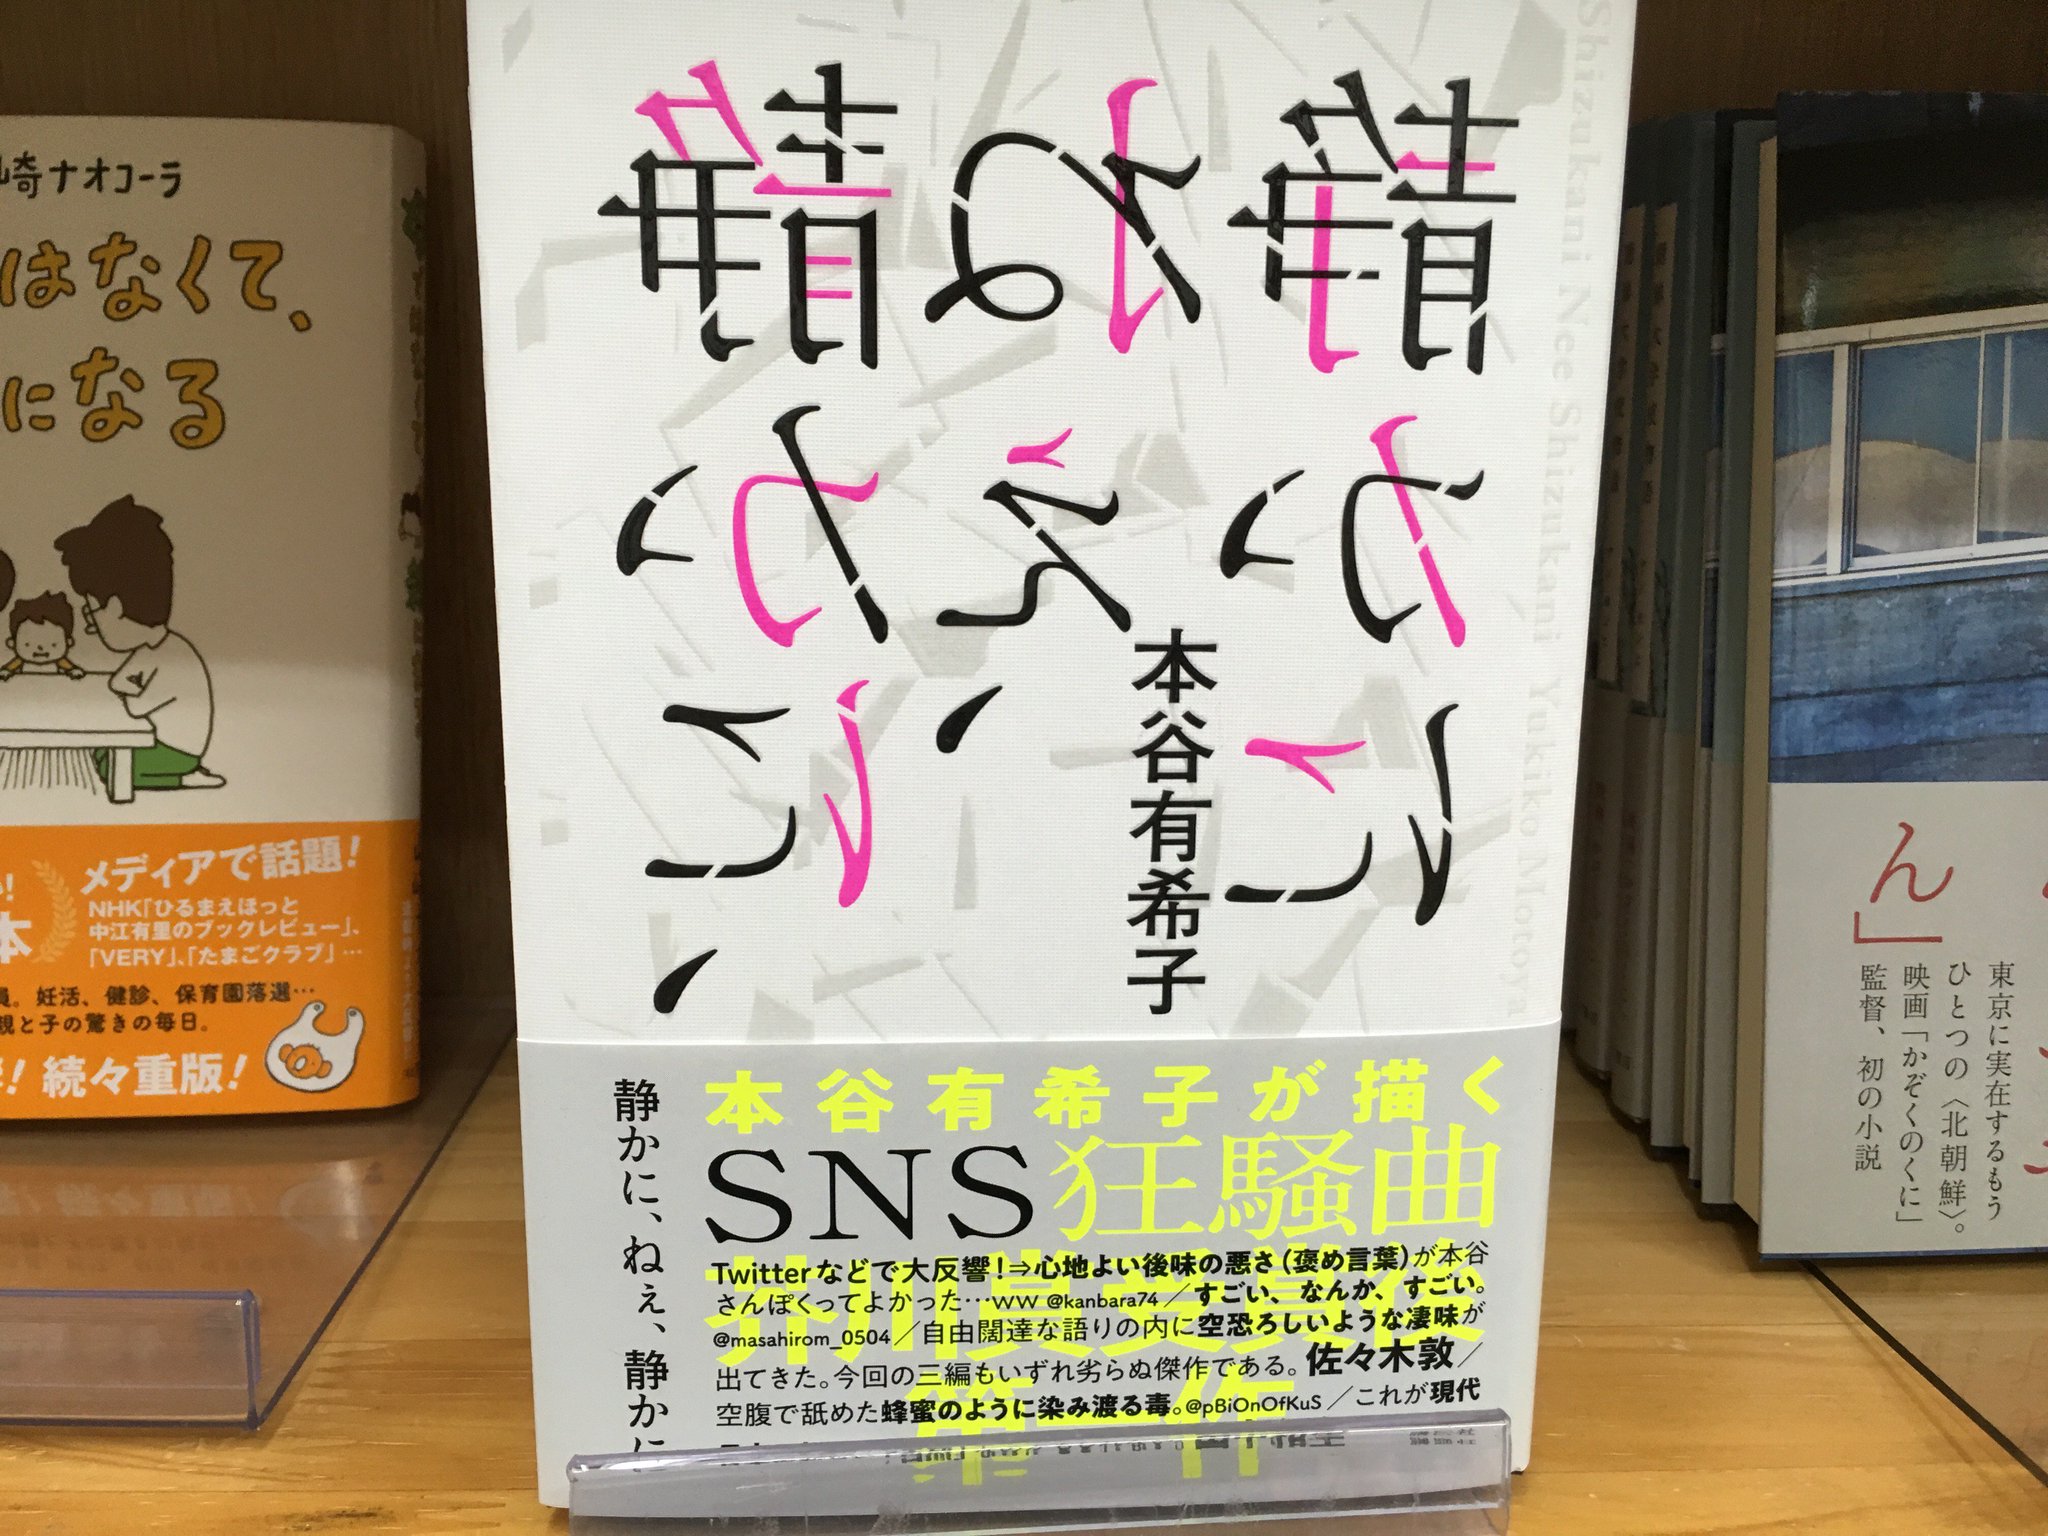 崎ナオコーラ
はなくて、
になる
メディアで話題！
NHK「ひるまえほっと
中江有里のブックレビュー」、
「VERY」、「たまごクラブ」…
本
員。妊活、健診、保育園落選…
親と子の驚きの毎日。
！続々重版！
静かに、
ねえ、
静かに
本谷有希子
Shizukani Nee Shizukani Yukiko Motoya
本谷有希子が描く
SNS狂騒曲
芥川賞受賞後
第一作
Twitterなどで大反響！⇒心地よい後味の悪さ（褒め言葉）が本谷
さんぽくってよかった…ww @kanbara74／すごい、なんか、すごい。
@masahirom_0504／自由闊達な語りの内に空恐ろしいような凄味が
出てきた。今回の三編もいずれ劣らぬ傑作である。佐々木敦／
空腹で舐めた蜂蜜のように染み渡る毒。@pBiOnOfKuS／これが現代
静かに、ねぇ、静かに
ん」
東京に実在するもう
ひとつの〈北朝鮮〉。
映画「かぞくのくに」
監督、初の小説